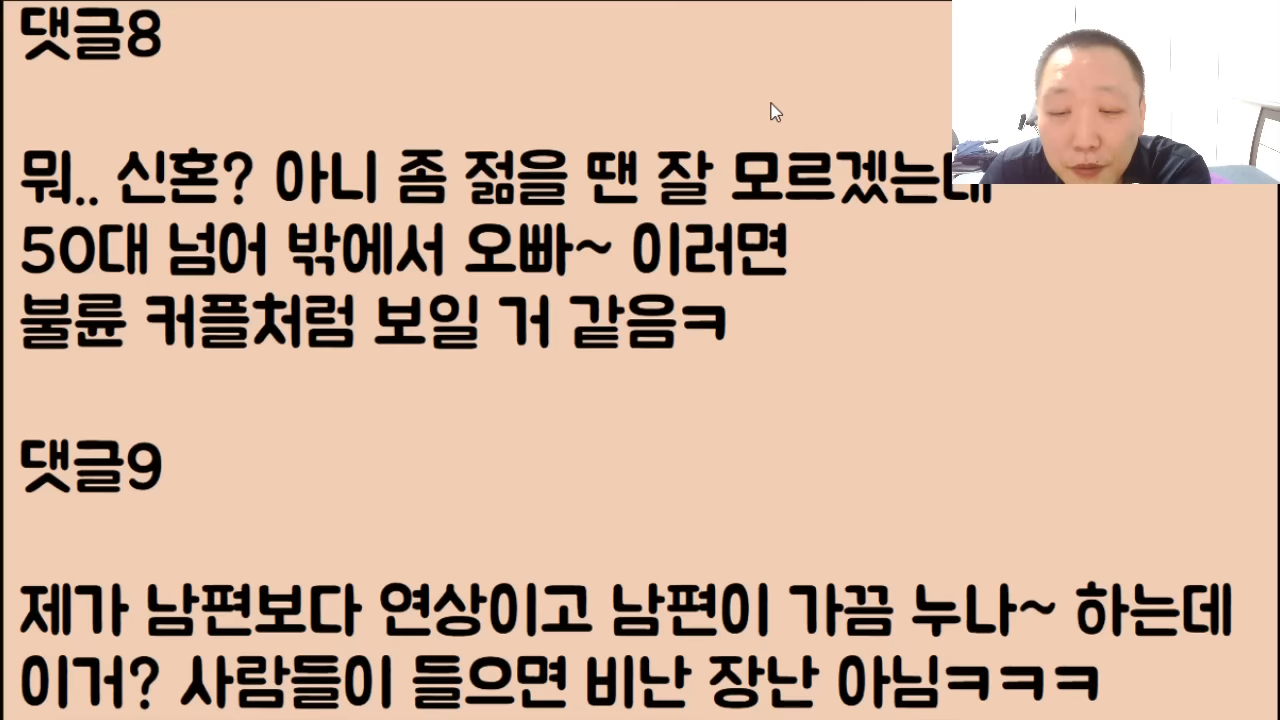 댓글8
뭐.. 신혼? 아니 좀 젊을 땐 잘 모르겠는데
50대 넘어 밖에서 오빠~ 이러면
불륜 커플처럼 보일 거 같음ㅋ
댓글9
제가 남편보다 연상이고 남편이 가끔 누나~ 하는데
이거? 사람들이 들으면 비난 장난 아님ㅋㅋㅋ